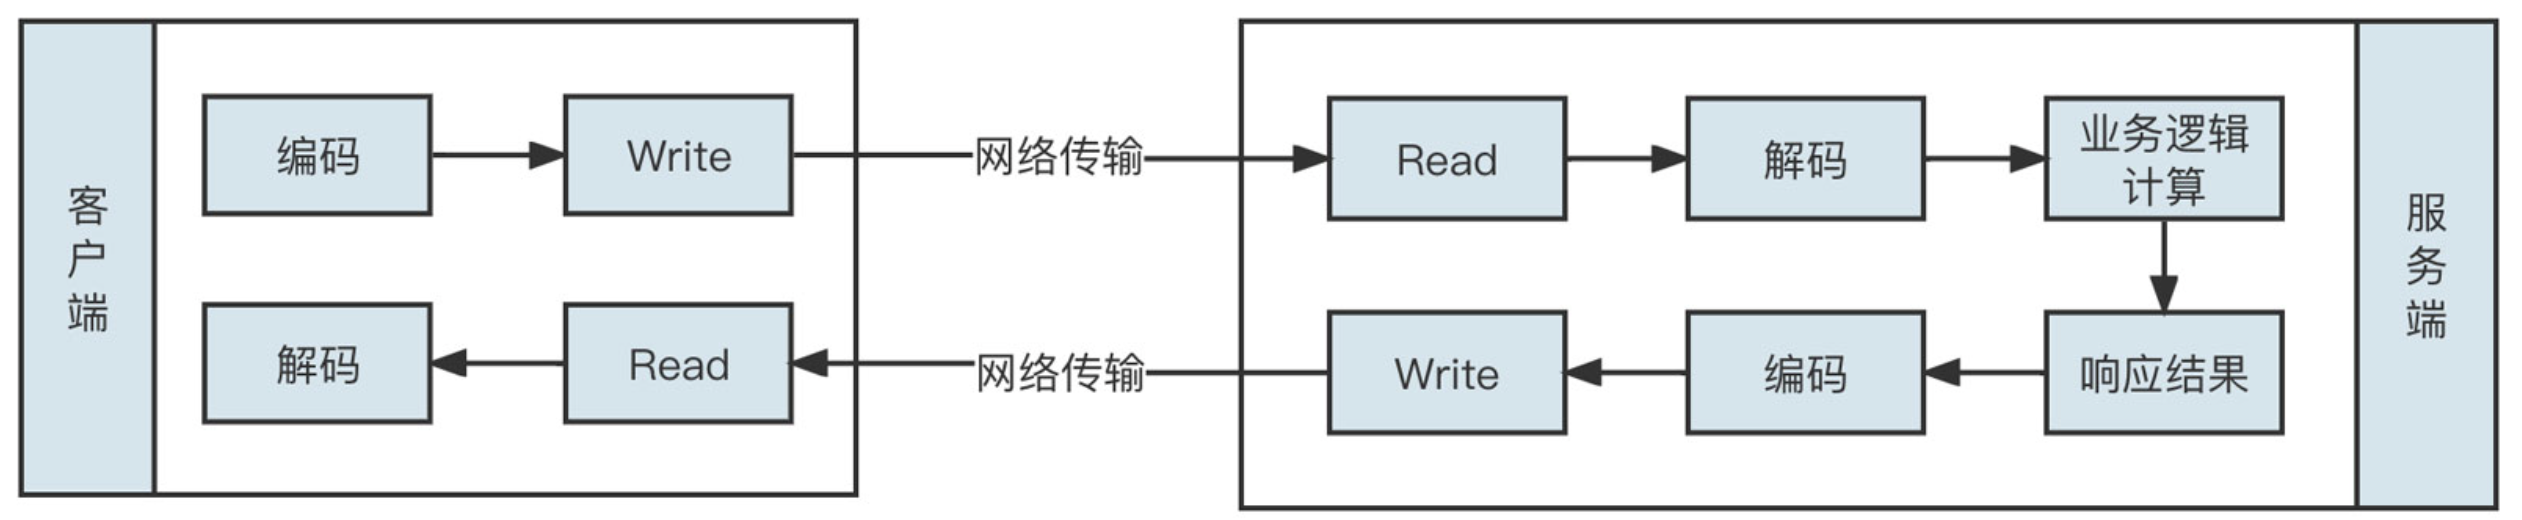 客户端
编码
Write
网络传输
Read
解码
业务逻辑
计算
解码
Read
网络传输
Write
编码
响应结果
服务端